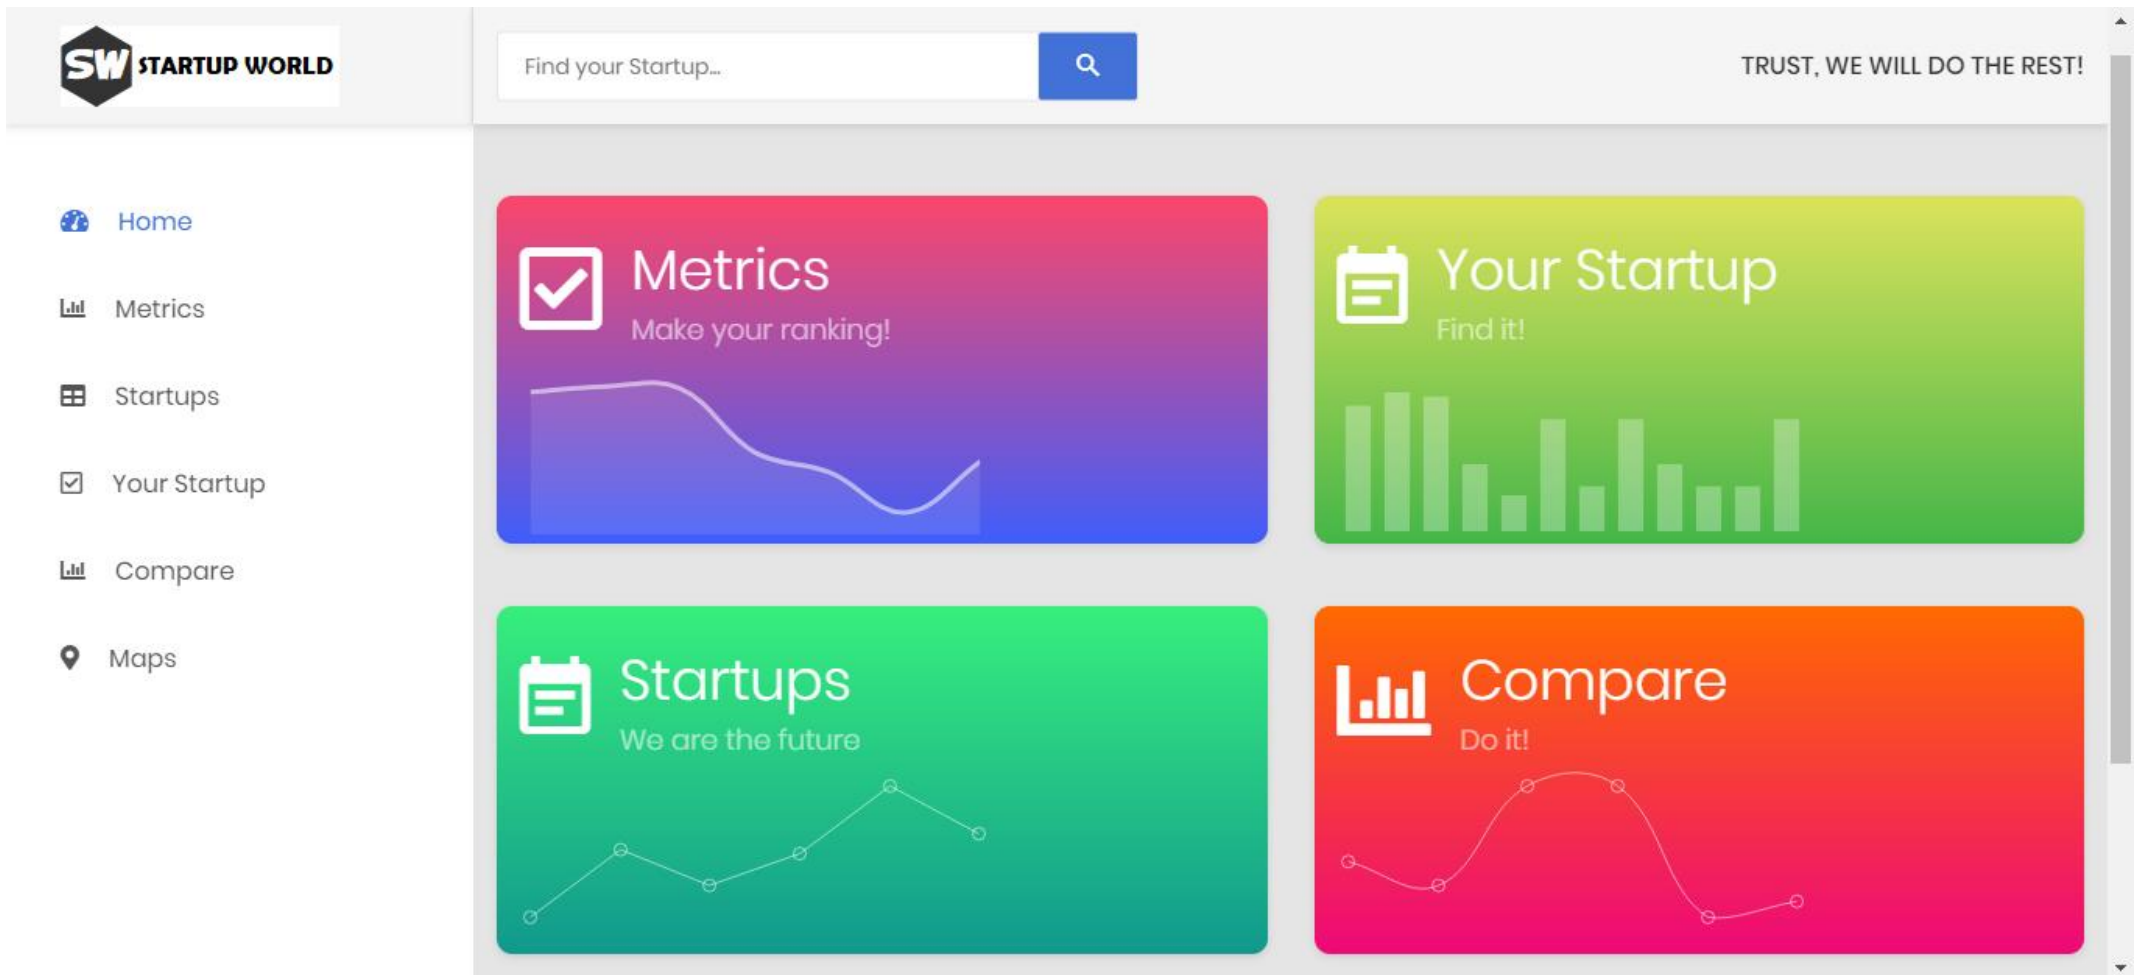 SW STARTUP WORLD
Find your Startup...
TRUST, WE WILL DO THE REST!
Home
Metrics
Startups
Your Startup
Compare
Maps
Metrics
Make your ranking!
Your Startup
Find it!
Startups
We are the future
Compare
Do it!